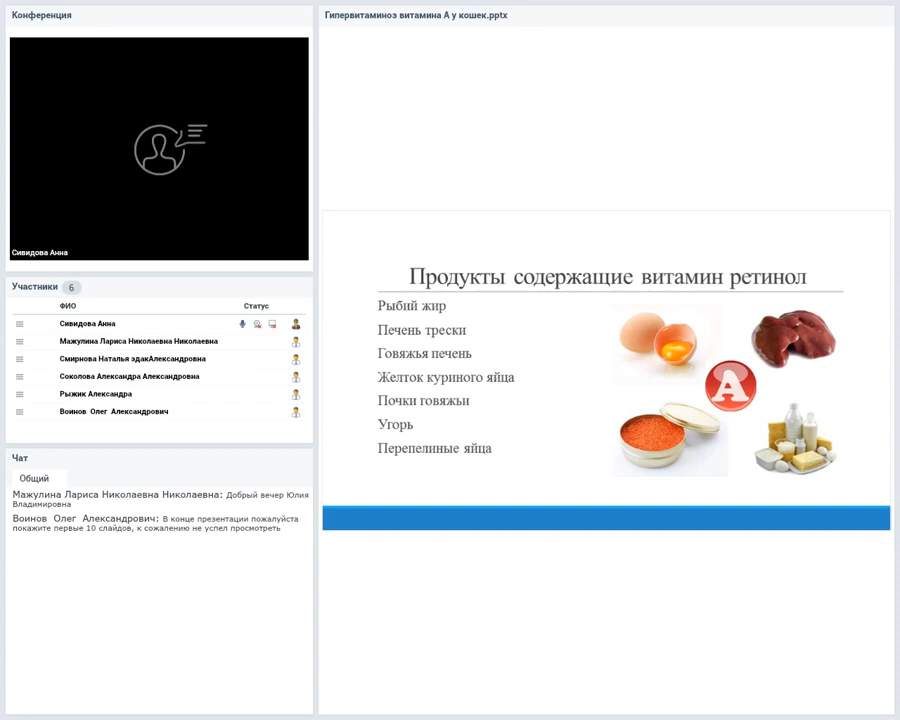 Конференция
Сивидова Анна
Участники 6
ФИО Статус
Сивидова Анна
Мажулина Лариса Николаевна Николаевна
Смирнова Наталья эдакАлександровна
Соколова Александра Александровна
Рыжик Александра
Воинов Олег Александрович
Чат
Общий
Мажулина Лариса Николаевна Николаевна: Добрый вечер Юлия
Владимировна
Воинов Олег Александрович: В конце презентации пожалуйста
покажите первые 10 слайдов, к сожалению не успел просмотреть
Гипервитаминоз витамина А у кошек.pptx
Продукты содержащие витамин ретинол
Рыбий жир
Печень трески
Говяжья печень
Желток куриного яйца
Почки говяжьи
Угорь
Перепелиные яйца
A